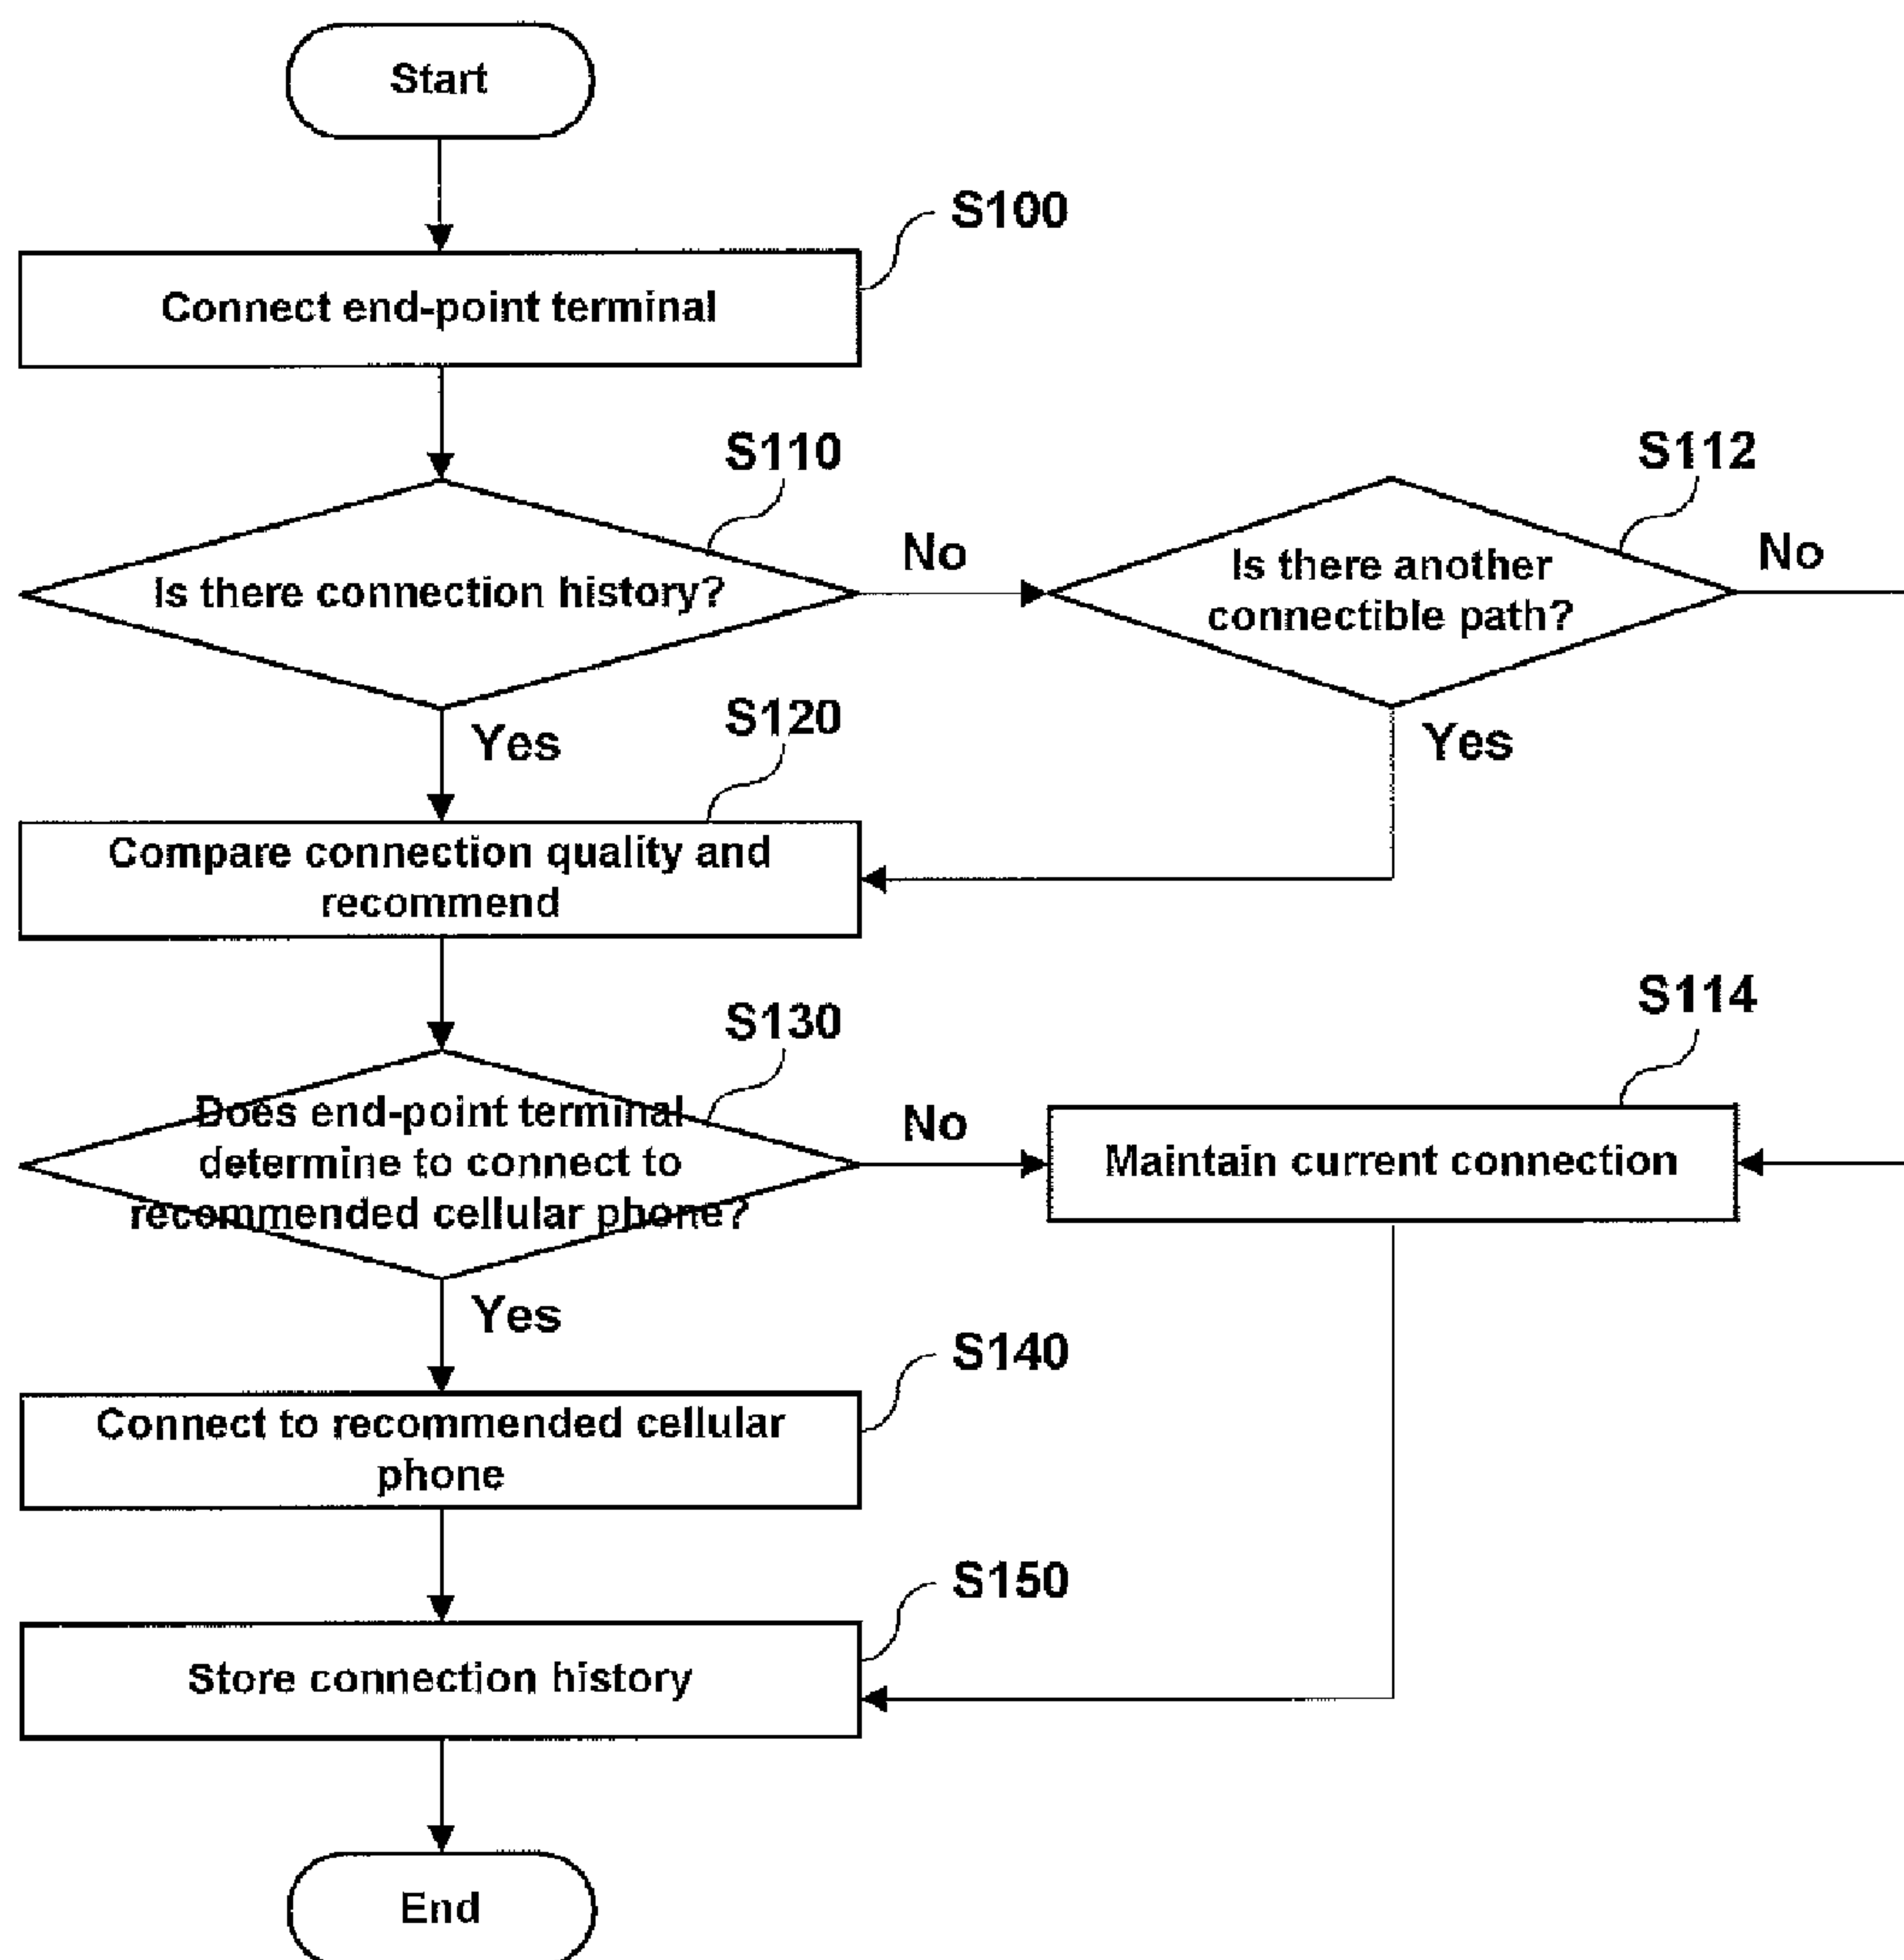 Start
S100
Connect end-point terminal
S110
Is there connection history?
No
S112
Is there another
connectible path?
No
Yes
Yes
S120
Compare connection quality and
recommend
S130
Does end-point terminal
determine to connect to
recommended cellular phone?
No
S114
Maintain current connection
Yes
S140
Connect to recommended cellular
phone
S150
Store connection history
End